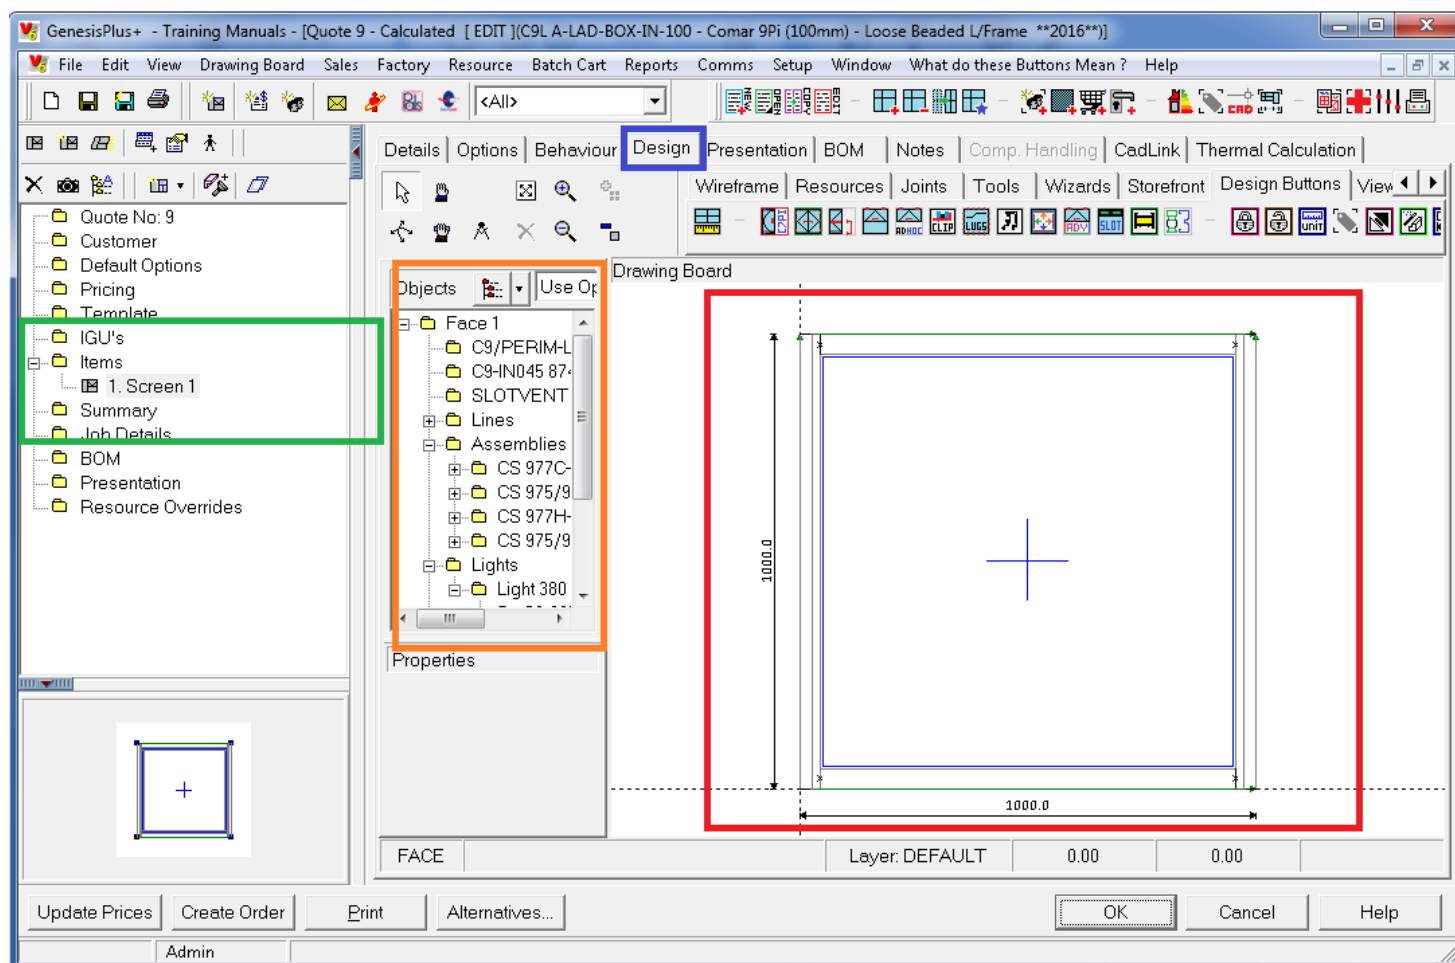 GenesisPlus+ - Training Manuals - [Quote 9 - Calculated [ EDIT ](C9L A-LAD-BOX-IN-100 - Comar 9Pi (100mm) - Loose Beaded L/Frame **2016**)]
File Edit View Drawing Board Sales Factory Resource Batch Cart Reports Comms Setup Window What do these Buttons Mean ? Help
<All>
Details Options Behaviour Design Presentation BOM Notes Comp. Handling CadLink Thermal Calculation
Wireframe Resources Joints Tools Wizards Storefront Design Buttons View
Quote No: 9
Customer
Default Options
Pricing
Template
IGU's
Items
1. Screen 1
Summary
Job Details
BOM
Presentation
Resource Overrides
Objects Use Op
Face 1
C9/PERIM-L
C9-IN045 874
SLOTVENT
Lines
Assemblies
CS 977C-
CS 975/9
CS 977H-
CS 975/9
Lights
Light 380
Properties
Drawing Board
1000.0
1000.0
FACE Layer: DEFAULT 0.00 0.00
Update Prices Create Order Print Alternatives... OK Cancel Help
Admin